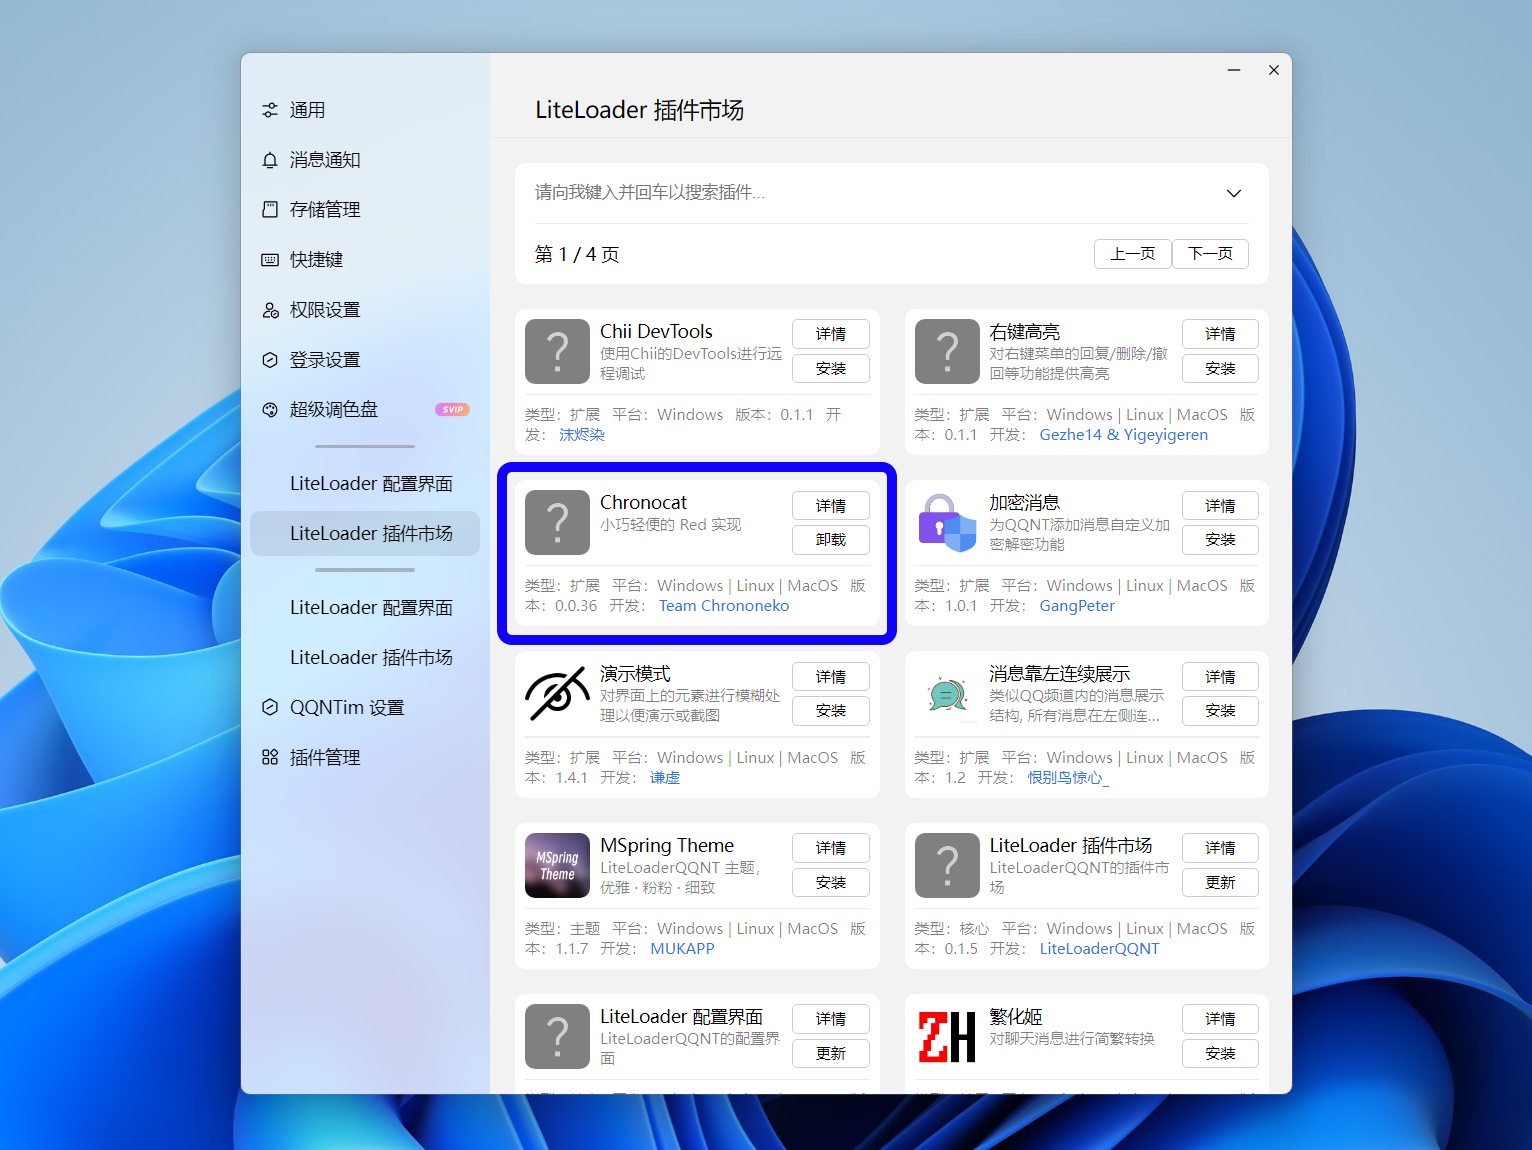 通用
消息通知
存储管理
快捷键
权限设置
登录设置
超级调色盘 SVIP
LiteLoader 配置界面
LiteLoader 插件市场
LiteLoader 配置界面
LiteLoader 插件市场
QQNTim 设置
插件管理
LiteLoader 插件市场
请向我键入并回车以搜索插件...
第 1 / 4 页 上一页 下一页
Chii DevTools 详情
使用Chii的DevTools进行远
程调试 安装
类型：扩展 平台：Windows 版本：0.1.1 开
发：沫烬染
右键高亮 详情
对右键菜单的回复/删除/撤
回等功能提供高亮 安装
类型：扩展 平台：Windows | Linux | MacOS 版
本：0.1.1 开发：Gezhe14 & Yigeyigeren
Chronocat 详情
小巧轻便的 Red 实现
卸载
类型：扩展 平台：Windows | Linux | MacOS 版
本：0.0.36 开发：Team Chrononeko
加密消息 详情
为QQNT添加消息自定义加
密解密功能 安装
类型：扩展 平台：Windows | Linux | MacOS 版
本：1.0.1 开发：GangPeter
演示模式 详情
对界面上的元素进行模糊处
理以便演示或截图 安装
类型：扩展 平台：Windows | Linux | MacOS 版
本：1.4.1 开发：谦虚
消息靠左连续展示 详情
类似QQ频道内的消息展示
结构, 所有消息在左侧连... 安装
类型：扩展 平台：Windows | Linux | MacOS 版
本：1.2 开发：恨别鸟惊心_
MSpring
Theme
MSpring Theme 详情
LiteLoaderQQNT 主题，
优雅 · 粉粉 · 细致 安装
类型：主题 平台：Windows | Linux | MacOS 版
本：1.1.7 开发：MUKAPP
LiteLoader 插件市场 详情
LiteLoaderQQNT的插件市
场 更新
类型：核心 平台：Windows | Linux | MacOS 版
本：0.1.5 开发：LiteLoaderQQNT
LiteLoader 配置界面 详情
LiteLoaderQQNT的配置界
面 更新
ZH
繁化姬 详情
对聊天消息进行简繁转换
安装